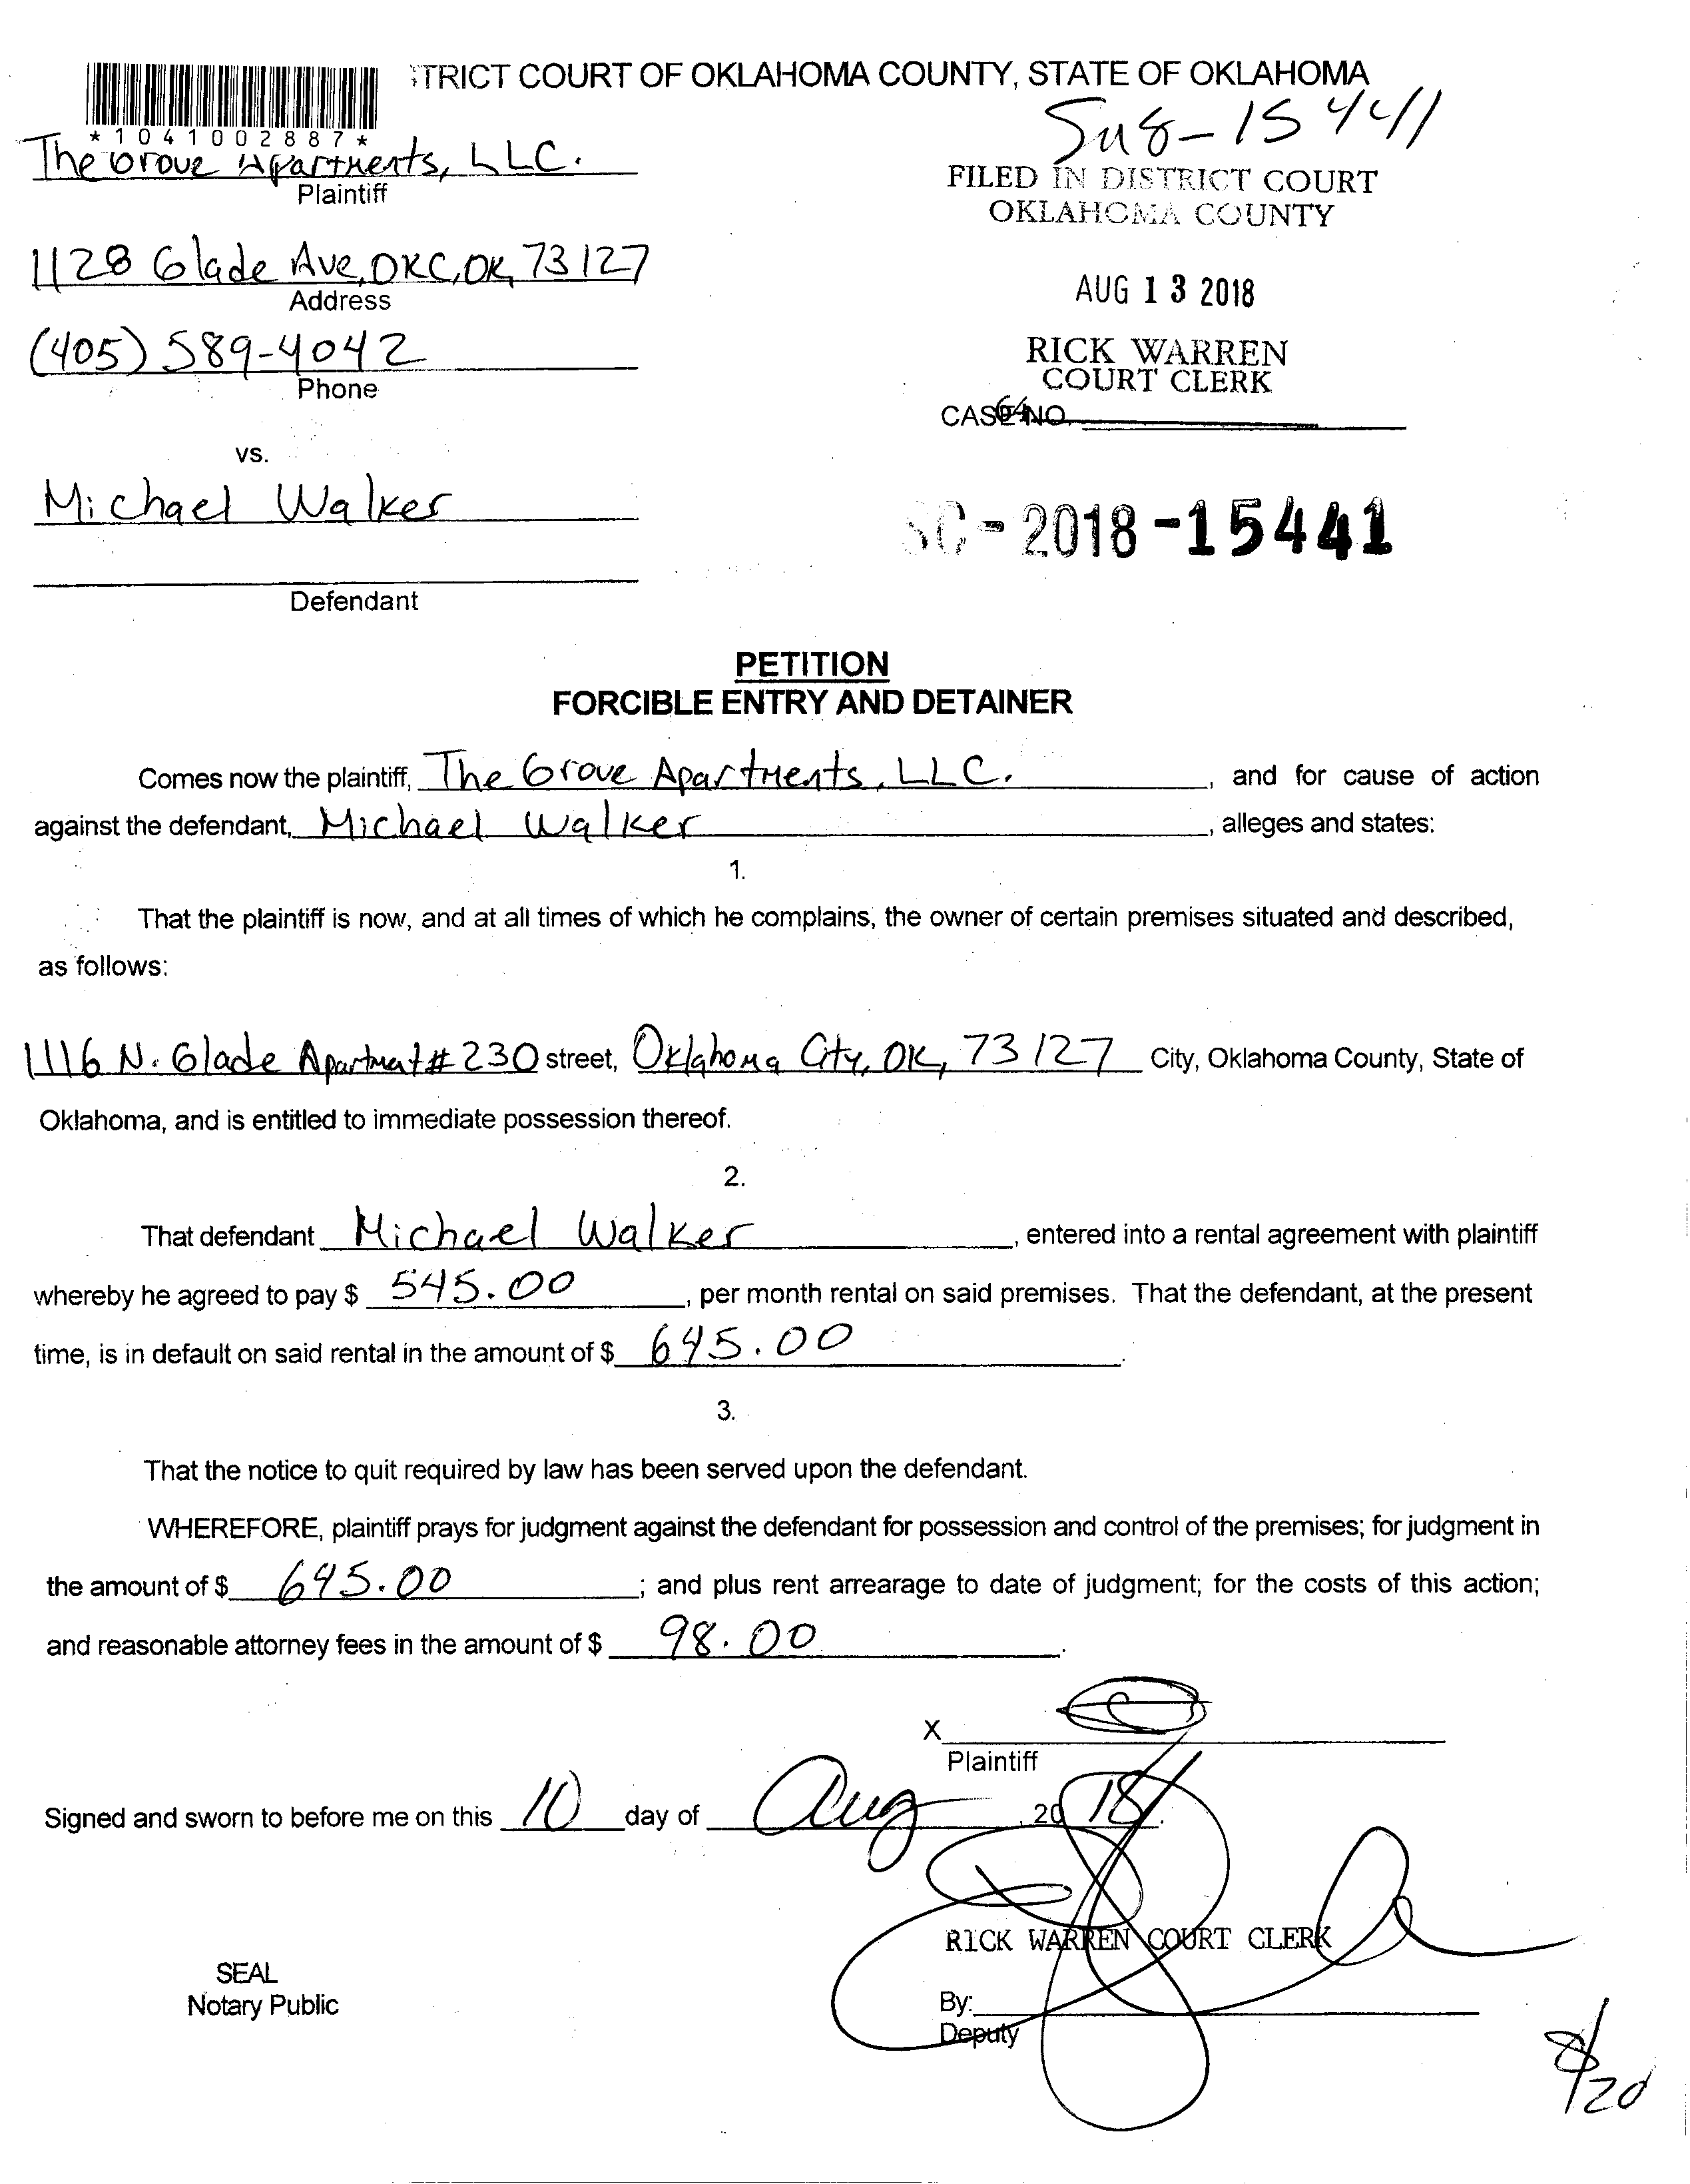 TRICT COURT OF OKLAHOMA COUNTY, STATE OF OKLAHOMA
*1041002887*
15441
The Grove Apartments, LLC.
Plaintiff
FILED IN DISTRICT COURT
OKLAHOMA COUNTY
1128 Glade Ave, OKC, OK, 73127
Address
AUG 13 2018
(405) 589-4042
Phone
RICK WARREN
COURT CLERK
CASE NO.
vs.
Michael Walker
SC-2018-15441
Defendant
PETITION
FORCIBLE ENTRY AND DETAINER
Comes now the plaintiff, The Grove Apartments, LLC. , and for cause of action
against the defendant, Michael Walker , alleges and states:
1.
That the plaintiff is now, and at all times of which he complains, the owner of certain premises situated and described,
as follows:
1116 N. Glade Apartment# 230 street, Oklahoma City, OK, 73127 City, Oklahoma County, State of
Oklahoma, and is entitled to immediate possession thereof.
2.
That defendant Michael Walker , entered into a rental agreement with plaintiff
whereby he agreed to pay $ 545.00 , per month rental on said premises. That the defendant, at the present
time, is in default on said rental in the amount of $ 645.00 .
3.
That the notice to quit required by law has been served upon the defendant.
WHEREFORE, plaintiff prays for judgment against the defendant for possession and control of the premises; for judgment in
the amount of $ 645.00 ; and plus rent arrearage to date of judgment; for the costs of this action;
and reasonable attorney fees in the amount of $ 98.00 .
X
Plaintiff
Signed and sworn to before me on this 10 day of Aug , 2018.
RICK WARREN COURT CLERK
SEAL
Notary Public
By:
Deputy
8/20